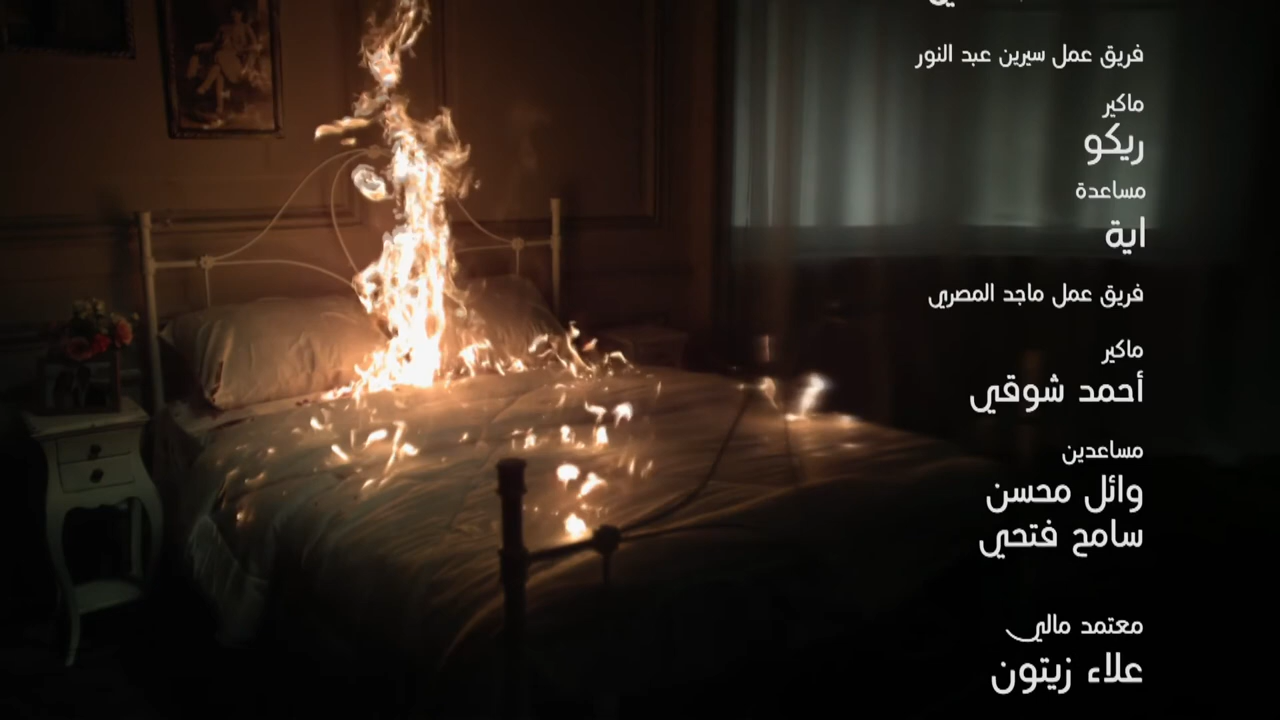 فريق عمل سيرين عبد النور
ماكير
ريكو
مساعدة
اية
فريق عمل ماجد المصري
ماكير
أحمد شوقي
مساعدين
وائل محسن
سامح فتحي
معتمد مالي
علاء زيتون